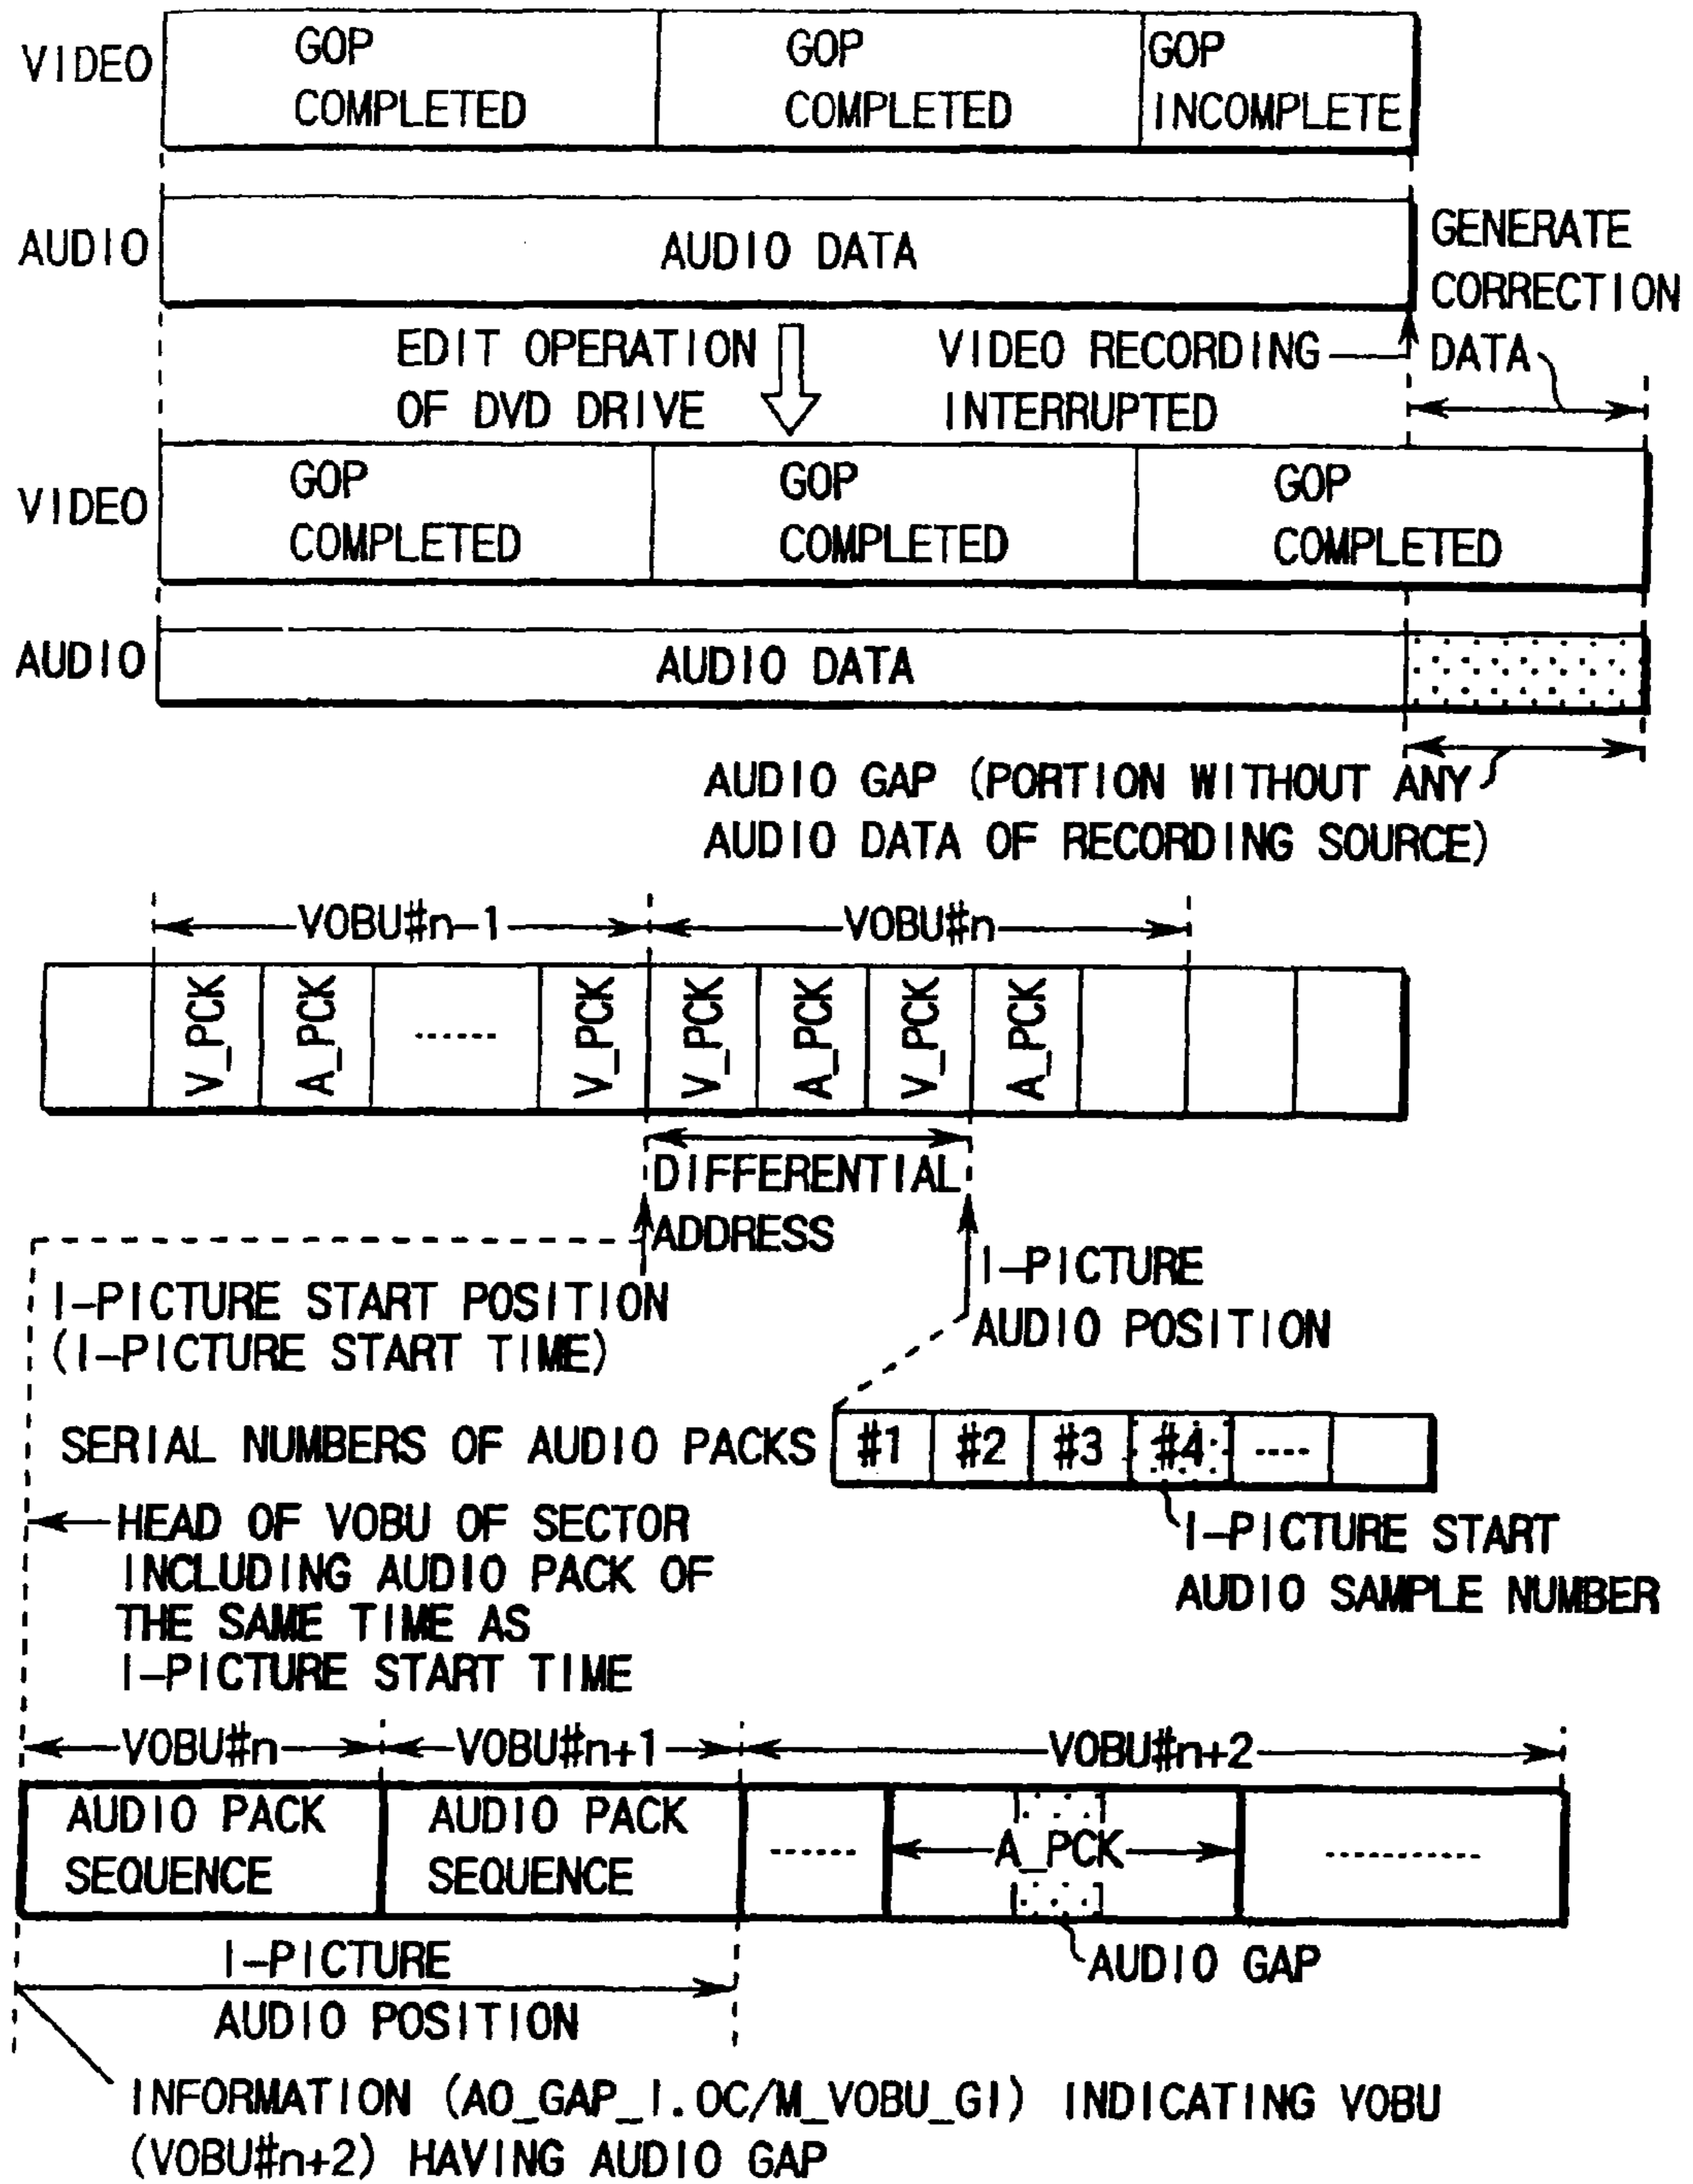 VIDEO
GOP
COMPLETED
GOP
COMPLETED
GOP
INCOMPLETE
AUDIO
AUDIO DATA
GENERATE
CORRECTION
DATA
EDIT OPERATION
OF DVD DRIVE
VIDEO RECORDING
INTERRUPTED
VIDEO
GOP
COMPLETED
GOP
COMPLETED
GOP
COMPLETED
AUDIO
AUDIO DATA
AUDIO GAP (PORTION WITHOUT ANY
AUDIO DATA OF RECORDING SOURCE)
VOBU#n-1
VOBU#n
V_PCK
A_PCK
V_PCK
V_PCK
A_PCK
V_PCK
A_PCK
DIFFERENTIAL
ADDRESS
I-PICTURE START POSITION
(I-PICTURE START TIME)
I-PICTURE
AUDIO POSITION
SERIAL NUMBERS OF AUDIO PACKS
#1
#2
#3
#4
I-PICTURE START
AUDIO SAMPLE NUMBER
HEAD OF VOBU OF SECTOR
INCLUDING AUDIO PACK OF
THE SAME TIME AS
I-PICTURE START TIME
VOBU#n
VOBU#n+1
VOBU#n+2
AUDIO PACK
SEQUENCE
AUDIO PACK
SEQUENCE
A_PCK
AUDIO GAP
I-PICTURE
AUDIO POSITION
INFORMATION (AO_GAP_I.OC/M_VOBU_GI) INDICATING VOBU
(VOBU#n+2) HAVING AUDIO GAP